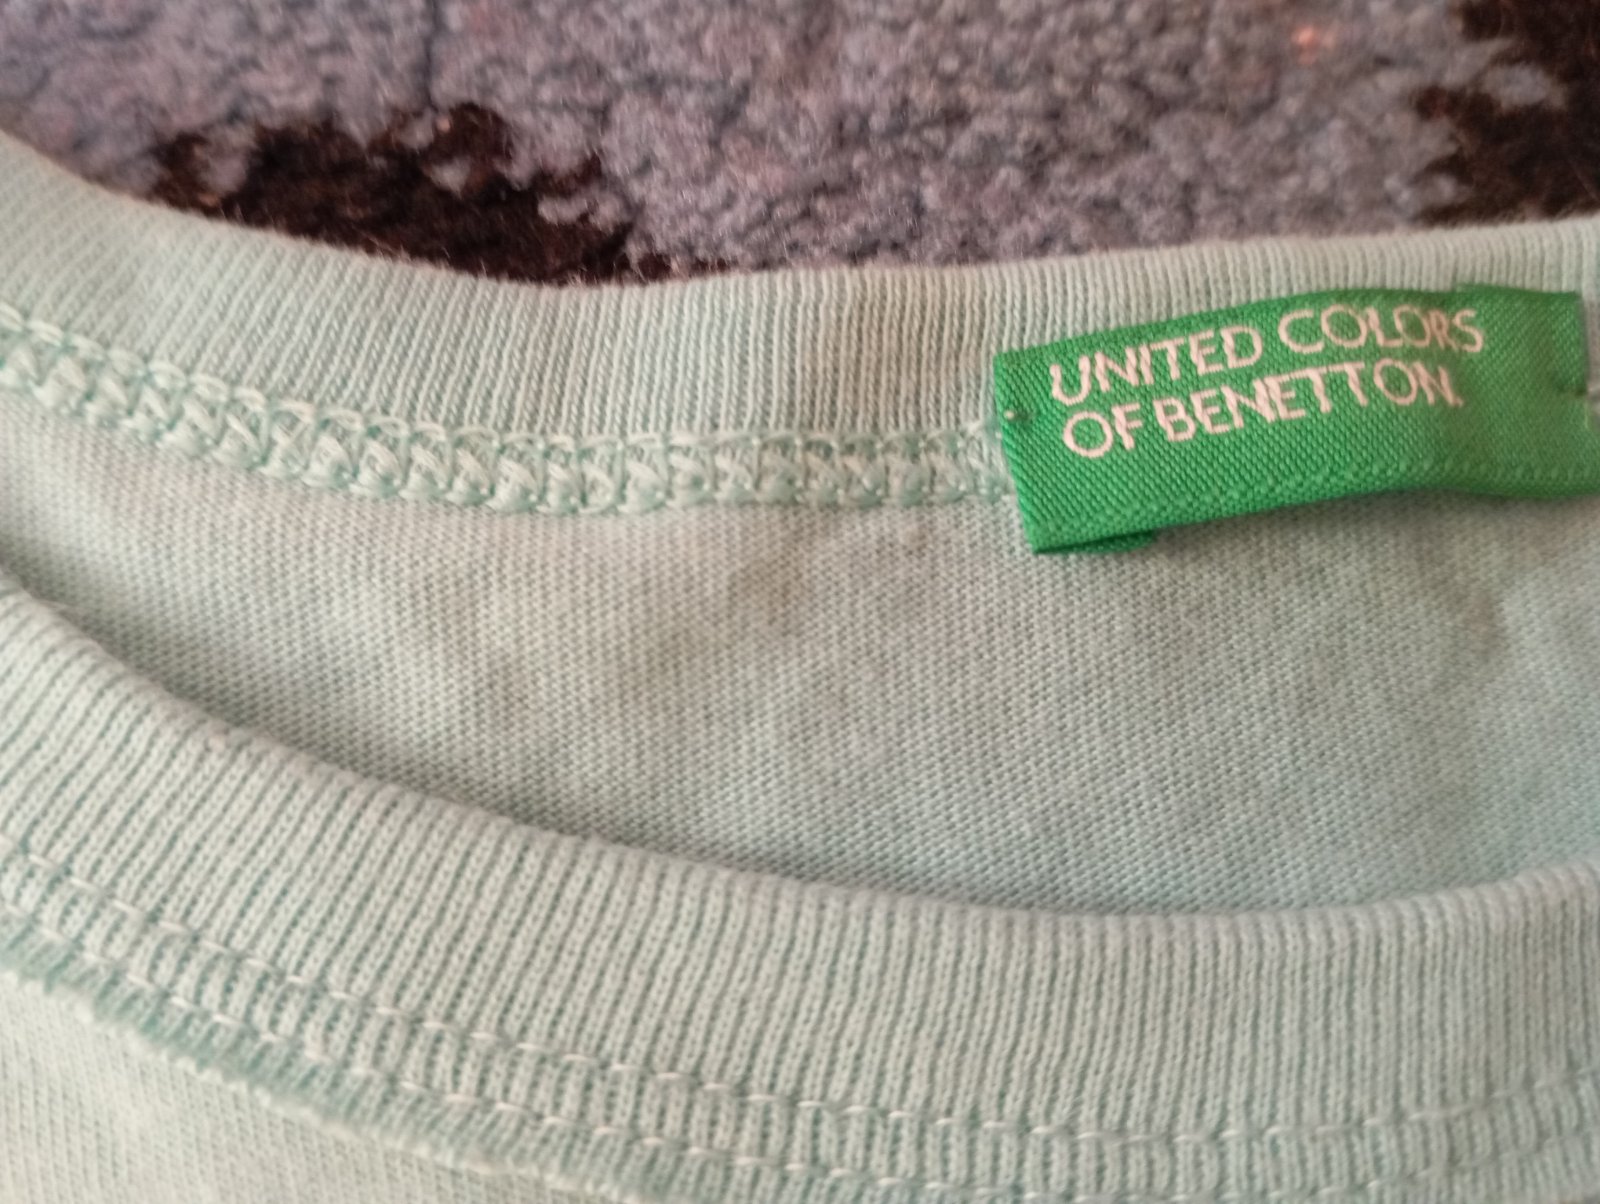 UNITED COLORS
OF BENETTON.